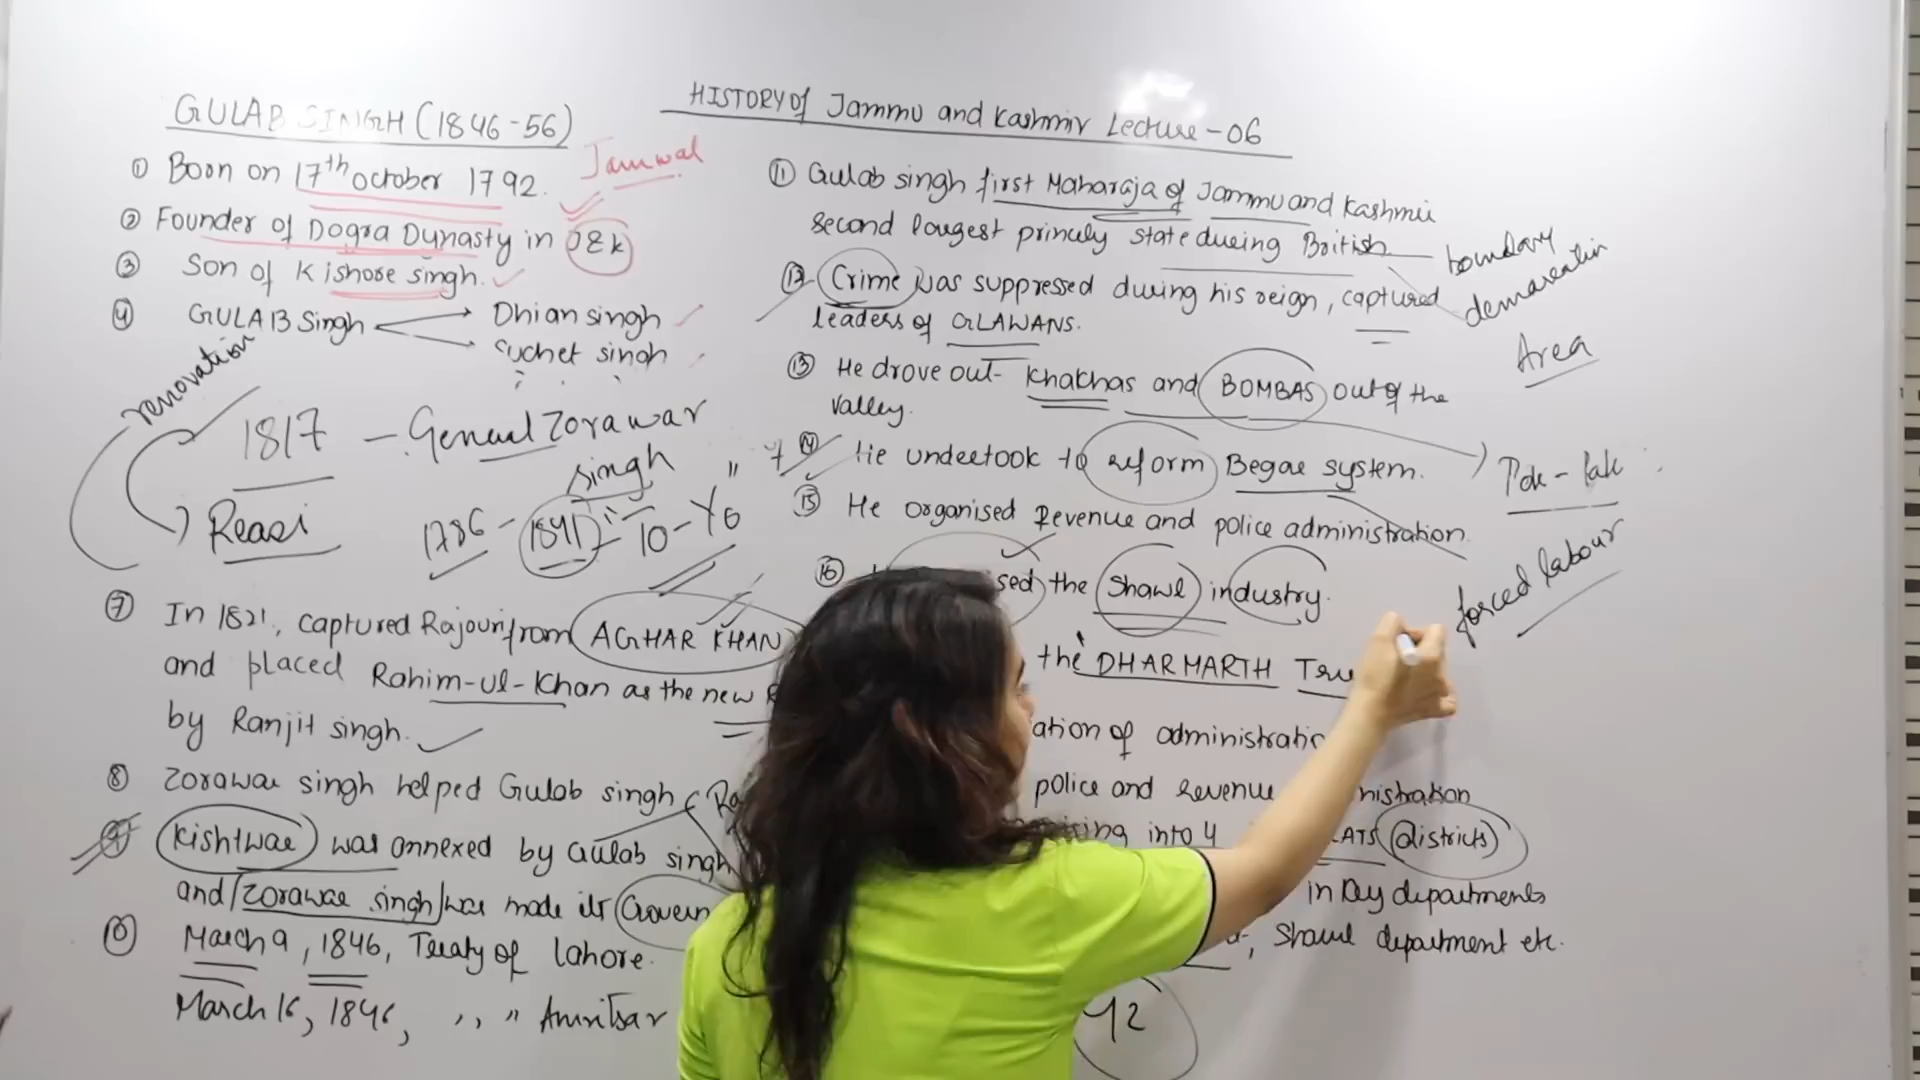 HISTORY of Jammu and Kashmir Lecture-06
GULAB SINGH (1846-56)
① Born on 17th october 1792.
Jamwal
② Founder of Dogra Dynasty in J&K
③ Son of Kishore singh.
④ GULAB Singh
Dhian singh
Suchet singh
renovation
1817 - General Zorawar
singh
Reasi
1786 - 1841
⑦ In 1821, captured Rajouri from AGHAR KHAN
and placed Rahim-ul-Khan as the new
by Ranjit singh.
⑧ Zorawar singh helped Gulab singh
⑨ Kishtwar was annexed by Gulab singh
and Zorawar singh was made its Govern
⑩ March 9, 1846, Treaty of Lahore.
March 16, 1846, ,, " Amritsar
⑪ Gulab singh first Maharaja of Jammu and Kashmir
second largest princely state during British
boundary
demarcation
Area
⑫ Crime was suppressed during his reign, captured
leaders of GLAWANS.
⑬ He drove out Khakhas and BOMBAS out of the
valley.
⑭ He undertook to reform Begar system.
⑮ He organised Revenue and police administration.
forced labour
⑯ sed the Shawl industry.
the DHARMARTH Tru
ation of administratio
police and revenue nistration
into 4 (districts)
in key departments
, Shawl department etc.